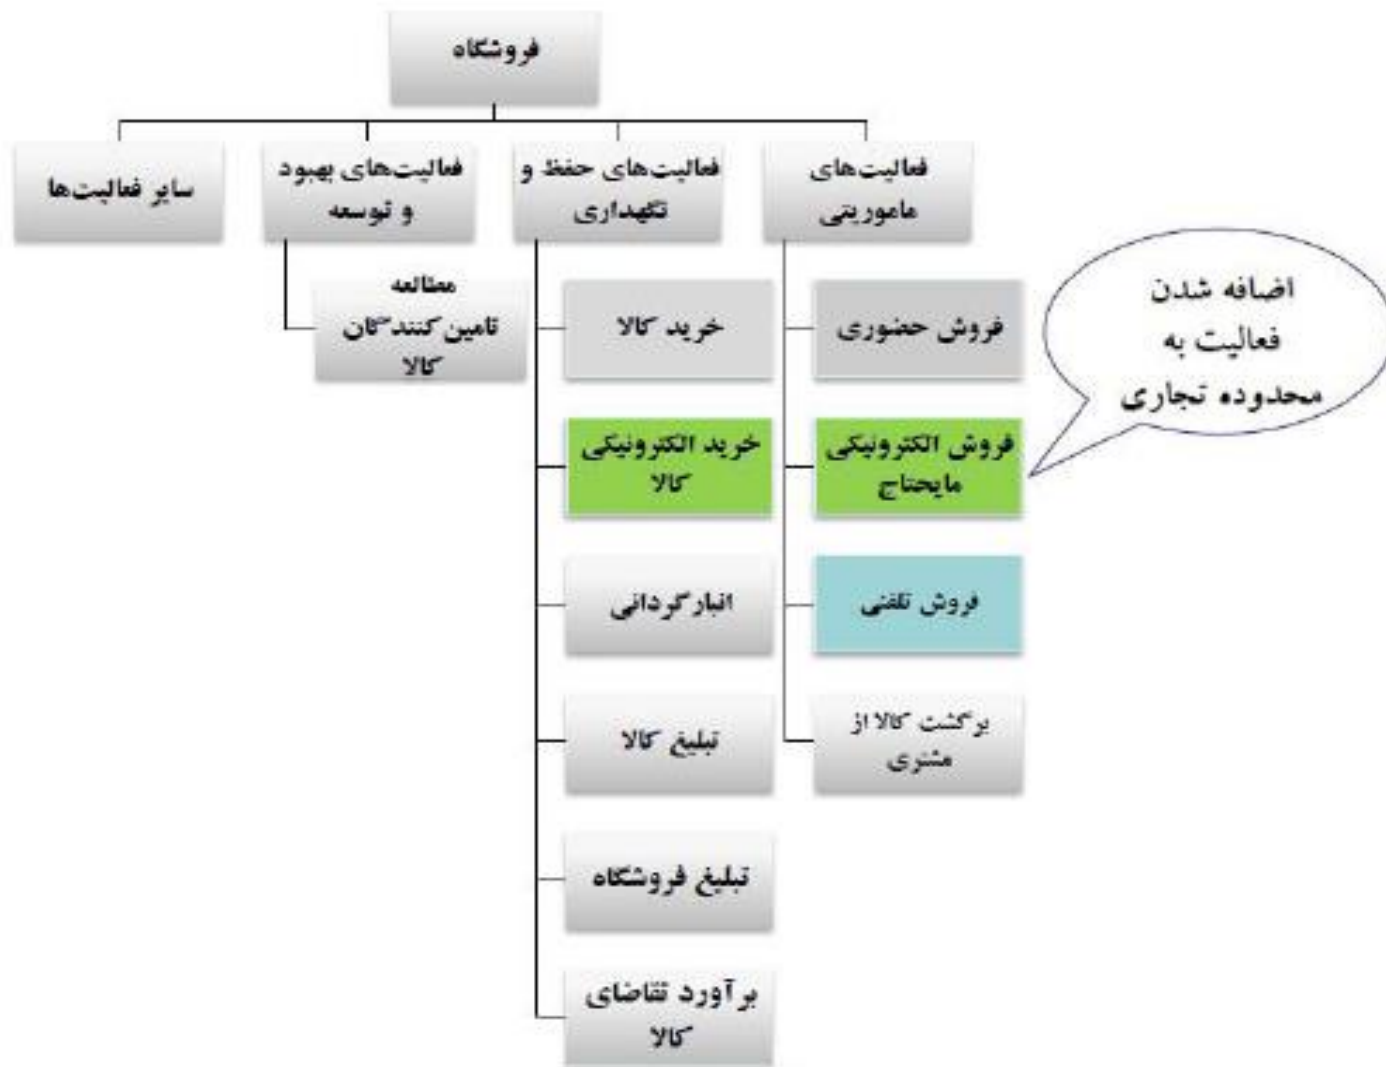 فروشگاه
فعالیت‌های
ماموریتی
فعالیت‌های حفظ و
نگهداری
فعالیت‌های بهبود
و توسعه
سایر فعالیت‌ها
فروش حضوری
فروش الکترونیکی
مایحتاج
فروش تلفنی
برگشت کالا از
مشتری
اضافه شدن
فعالیت به
محدوده تجاری
خرید کالا
خرید الکترونیکی
کالا
انبارگردانی
تبلیغ کالا
تبلیغ فروشگاه
برآورد تقاضای
کالا
مطالعه
تامین‌کنندگان
کالا